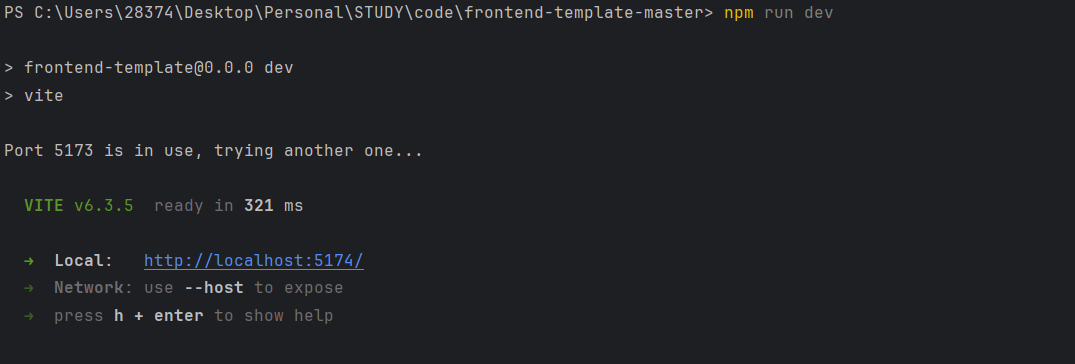 PS C:\Users\28374\Desktop\Personal\STUDY\code\frontend-template-master> npm run dev
> frontend-template@0.0.0 dev
> vite
Port 5173 is in use, trying another one...
VITE v6.3.5  ready in 321 ms
➜  Local:   http://localhost:5174/
➜  Network: use --host to expose
➜  press h + enter to show help